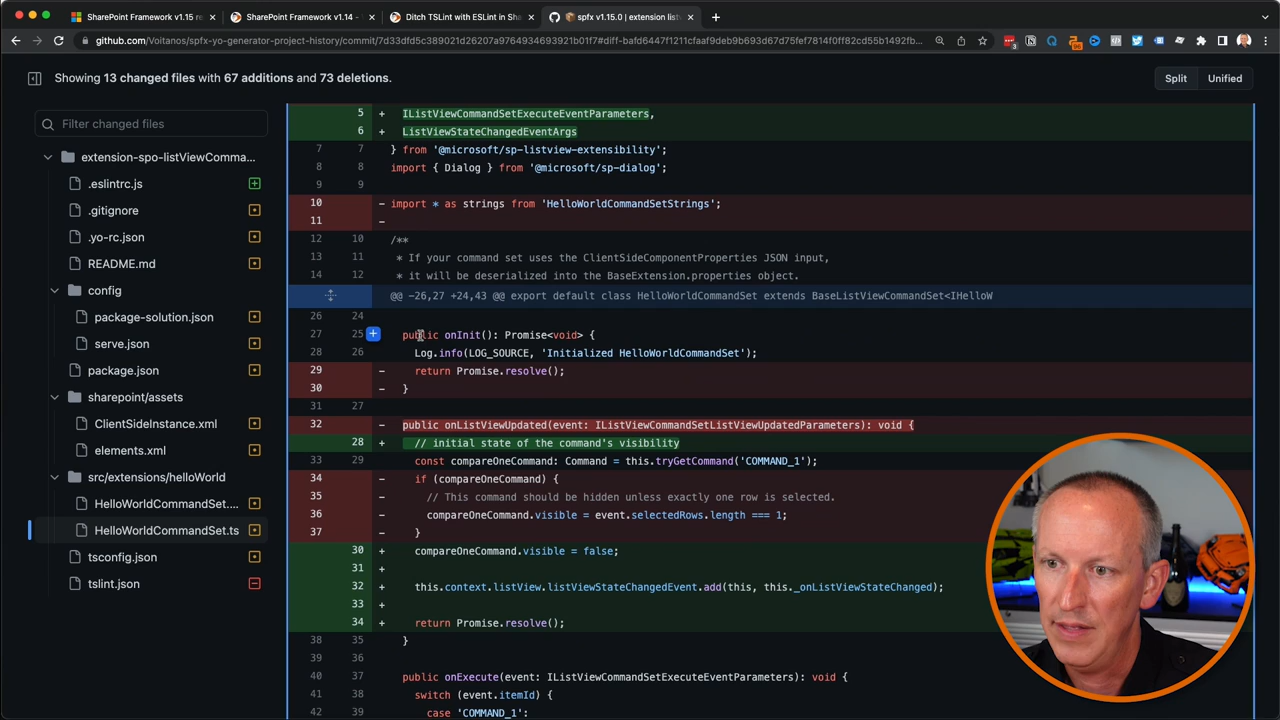 SharePoint Framework v1.15 re
SharePoint Framework v1.14 -
Ditch TSLint with ESLint in Sha
spfx v1.15.0 | extension list
github.com/Voitanos/spfx-yo-generator-project-history/commit/7d33dfd5c389021d26207a9764934693921b01f7#diff-bafd6447f1211cfaaf9deb9b693d67d75fef7814f0ff82cd55b1492fb...
Showing 13 changed files with 67 additions and 73 deletions.
Split
Unified
Filter changed files
extension-spo-listViewComma...
.eslintrc.js
.gitignore
.yo-rc.json
README.md
config
package-solution.json
serve.json
package.json
sharepoint/assets
ClientSideInstance.xml
elements.xml
src/extensions/helloWorld
HelloWorldCommandSet....
HelloWorldCommandSet.ts
tsconfig.json
tslint.json
5 + IListViewCommandSetExecuteEventParameters,
6 + ListViewStateChangedEventArgs
7 7 } from '@microsoft/sp-listview-extensibility';
8 8 import { Dialog } from '@microsoft/sp-dialog';
9 9
10 - import * as strings from 'HelloWorldCommandSetStrings';
11 -
12 10 /**
13 11 * If your command set uses the ClientSideComponentProperties JSON input,
14 12 * it will be deserialized into the BaseExtension.properties object.
@@ -26,27 +24,43 @@ export default class HelloWorldCommandSet extends BaseListViewCommandSet<IHelloW
26 24
27 25 public onInit(): Promise<void> {
28 26 Log.info(LOG_SOURCE, 'Initialized HelloWorldCommandSet');
29 - return Promise.resolve();
30 - }
31 27
32 - public onListViewUpdated(event: IListViewCommandSetListViewUpdatedParameters): void {
28 + // initial state of the command's visibility
33 29 const compareOneCommand: Command = this.tryGetCommand('COMMAND_1');
34 - if (compareOneCommand) {
35 - // This command should be hidden unless exactly one row is selected.
36 - compareOneCommand.visible = event.selectedRows.length === 1;
37 - }
30 + compareOneCommand.visible = false;
31 +
32 + this.context.listView.listViewStateChangedEvent.add(this, this._onListViewStateChanged);
33 +
34 + return Promise.resolve();
38 35 }
39 36
40 37 public onExecute(event: IListViewCommandSetExecuteEventParameters): void {
41 38 switch (event.itemId) {
42 39 case 'COMMAND_1':